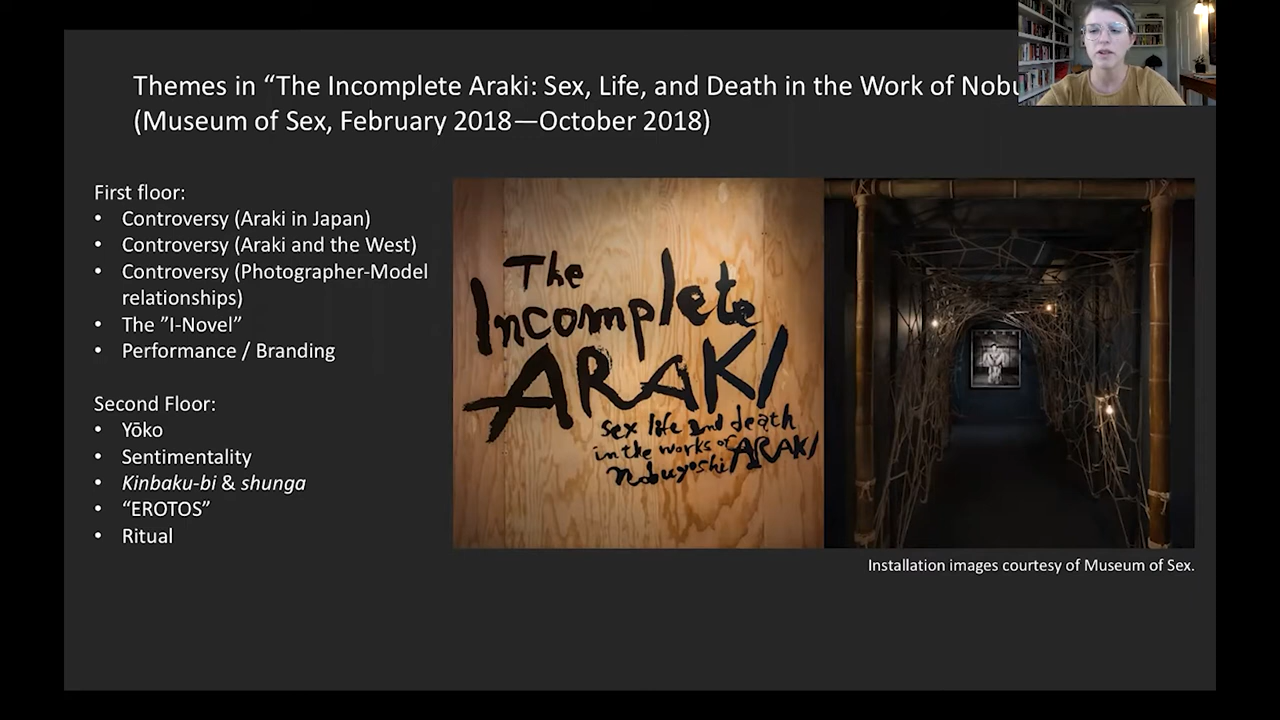 Themes in “The Incomplete Araki: Sex, Life, and Death in the Work of
(Museum of Sex, February 2018—October 2018)
First floor:
• Controversy (Araki in Japan)
• Controversy (Araki and the West)
• Controversy (Photographer-Model
relationships)
• The ”I-Novel”
• Performance / Branding
Second Floor:
• Yōko
• Sentimentality
• Kinbaku-bi & shunga
• “EROTOS”
• Ritual
The
Incomplete
ARAKI
sex life and death
in the works of ARAKI
nobuyoshi
Installation images courtesy of Museum of Sex.